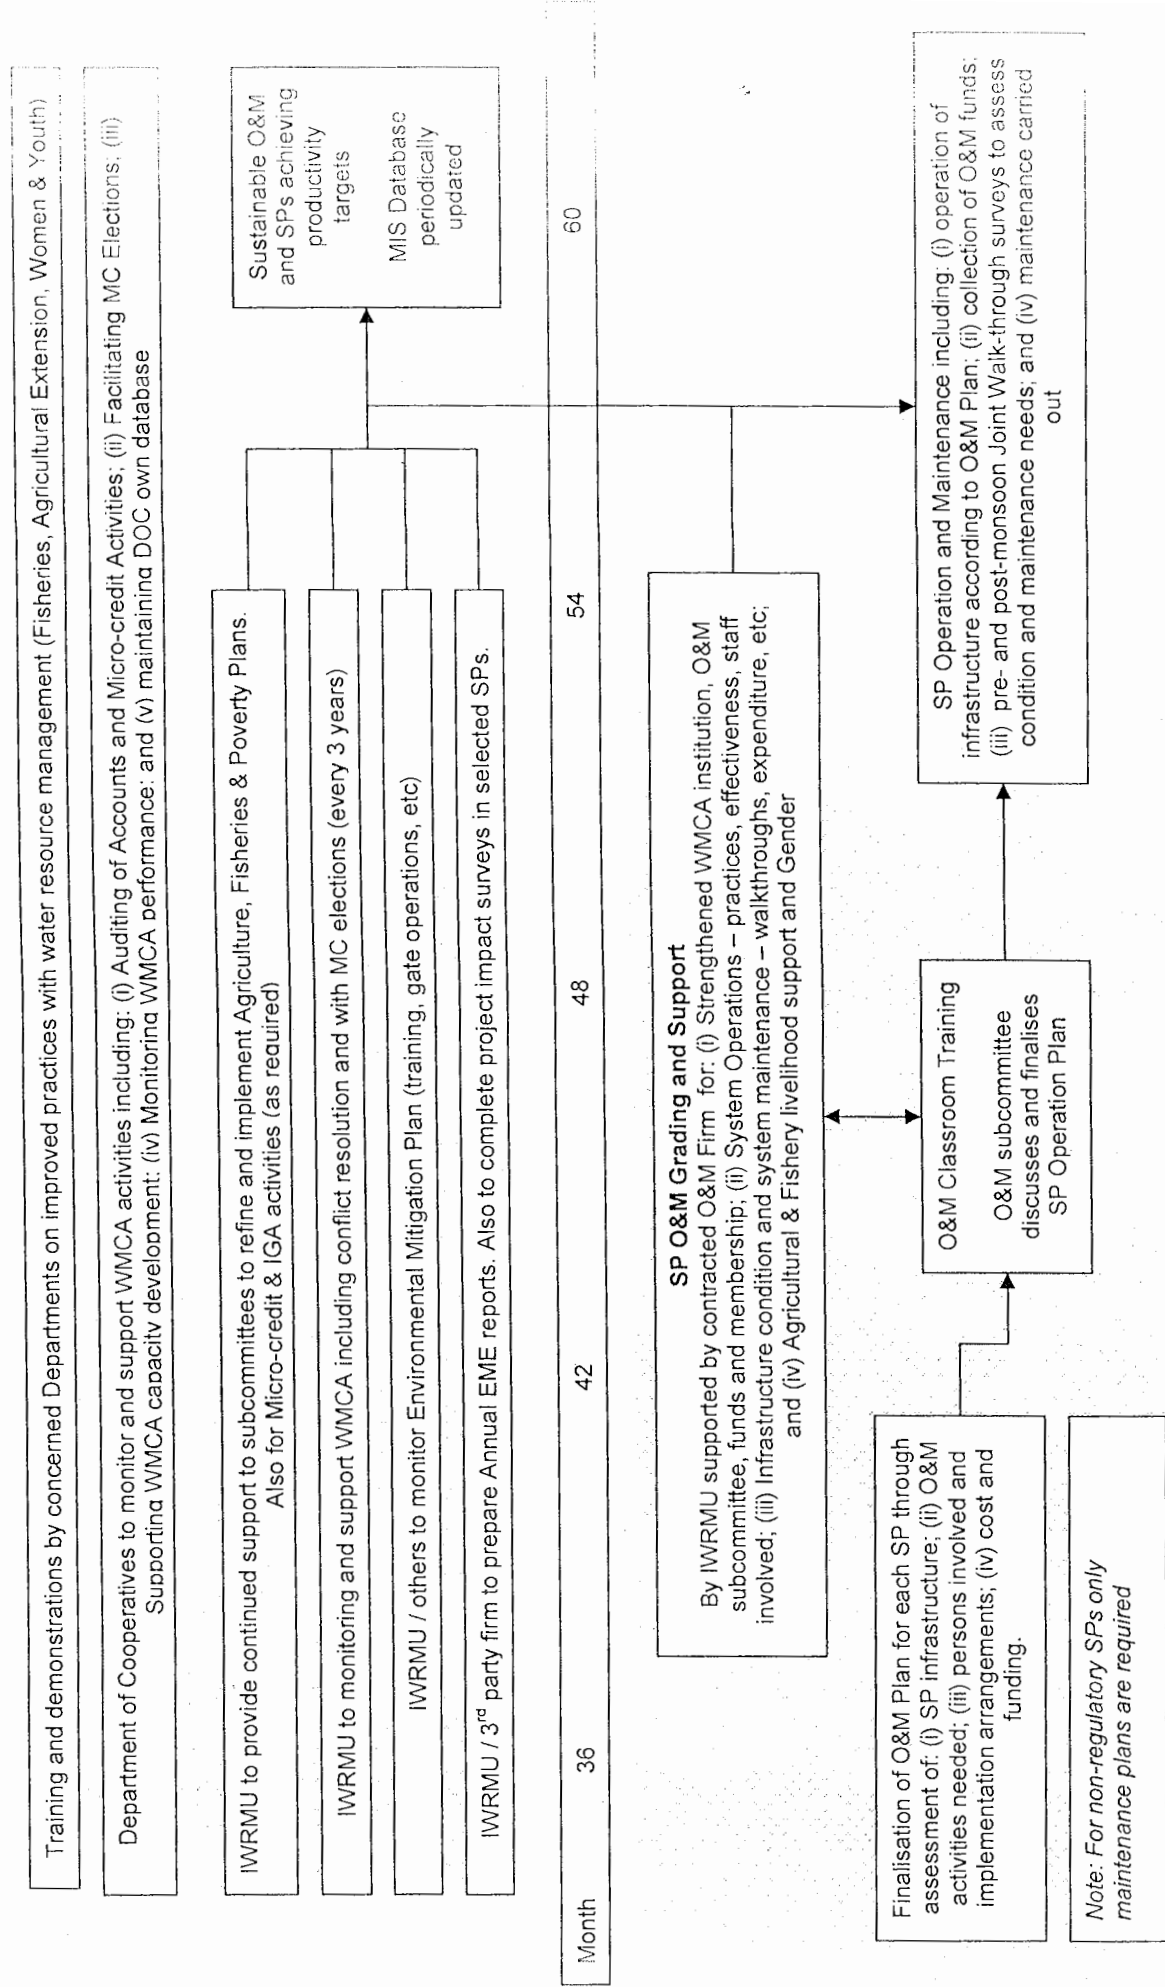 Training and demonstrations by concerned Departments on improved practices with water resource management (Fisheries, Agricultural Extension, Women & Youth)
Department of Cooperatives to monitor and support WMCA activities including: (i) Auditing of Accounts and Micro-credit Activities; (ii) Facilitating MC Elections; (iii)
Supporting WMCA capacity development; (iv) Monitoring WMCA performance; and (v) maintaining DOC own database
IWRMU to provide continued support to subcommittees to refine and implement Agriculture, Fisheries & Poverty Plans.
Also for Micro-credit & IGA activities (as required)
IWRMU to monitoring and support WMCA including conflict resolution and with MC elections (every 3 years)
IWRMU / others to monitor Environmental Mitigation Plan (training, gate operations, etc)
IWRMU / 3rd party firm to prepare Annual EME reports. Also to complete project impact surveys in selected SPs.
Sustainable O&M
and SPs achieving
productivity
targets
MIS Database
periodically
updated
Month 36 42 48 54 60
SP O&M Grading and Support
By IWRMU supported by contracted O&M Firm for: (i) Strengthened WMCA institution, O&M
subcommittee, funds and membership; (ii) System Operations – practices, effectiveness, staff
involved; (iii) Infrastructure condition and system maintenance – walkthroughs, expenditure, etc;
and (iv) Agricultural & Fishery livelihood support and Gender
Finalisation of O&M Plan for each SP through
assessment of: (i) SP infrastructure; (ii) O&M
activities needed; (iii) persons involved and
implementation arrangements; (iv) cost and
funding.
O&M Classroom Training
O&M subcommittee
discusses and finalises
SP Operation Plan
SP Operation and Maintenance including: (i) operation of
infrastructure according to O&M Plan; (ii) collection of O&M funds;
(iii) pre- and post-monsoon Joint Walk-through surveys to assess
condition and maintenance needs; and (iv) maintenance carried
out
Note: For non-regulatory SPs only
maintenance plans are required